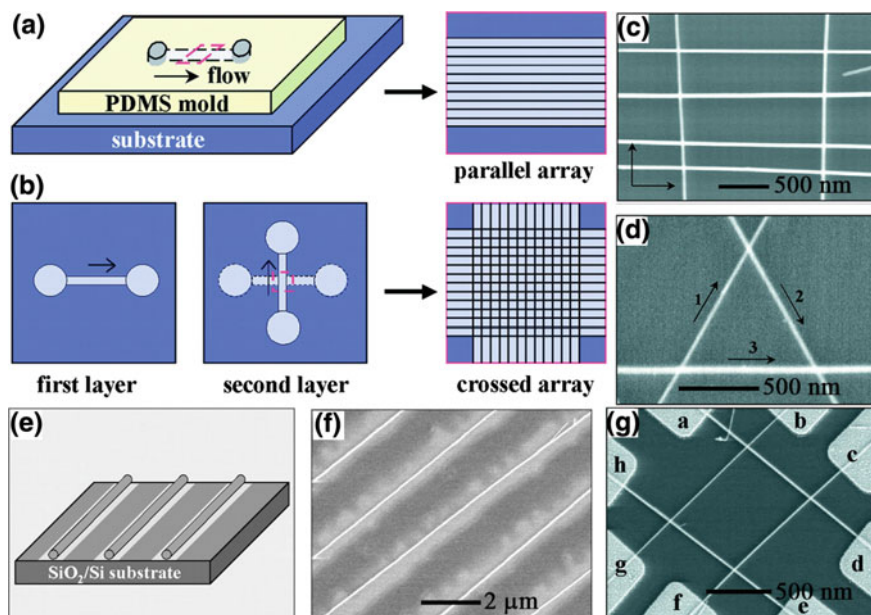 (a)
flow
PDMS mold
substrate
parallel array
(b)
first layer
second layer
crossed array
(c)
500 nm
(d)
1
2
3
500 nm
(e)
SiO₂/Si substrate
(f)
2 μm
(g)
a
b
c
d
e
f
g
h
500 nm